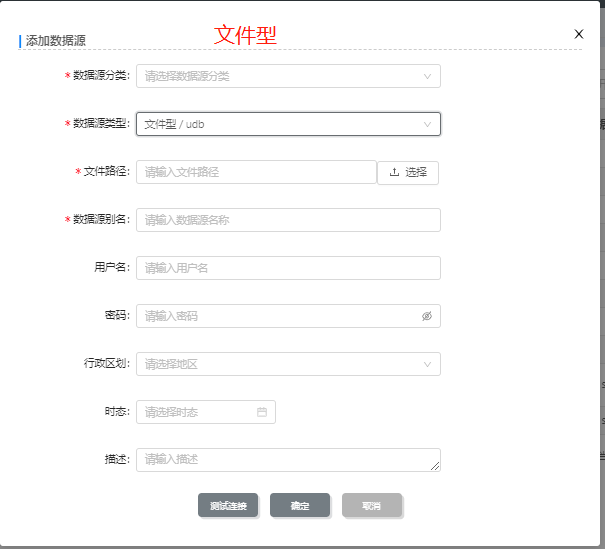 文件型
添加数据源
* 数据源分类: 请选择数据源分类
* 数据源类型: 文件型 / udb
* 文件路径: 请输入文件路径 选择
* 数据源别名: 请输入数据源名称
用户名: 请输入用户名
密码: 请输入密码
行政区划: 请选择地区
时态: 请选择时态
描述: 请输入描述
测试连接 确定 取消